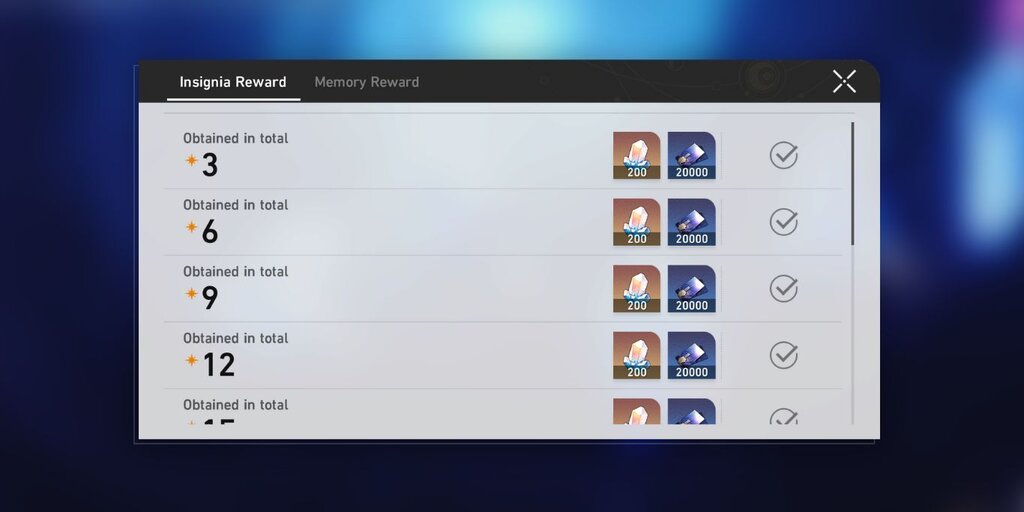 Insignia Reward Memory Reward
Obtained in total
3
200 20000
Obtained in total
6
200 20000
Obtained in total
9
200 20000
Obtained in total
12
200 20000
Obtained in total